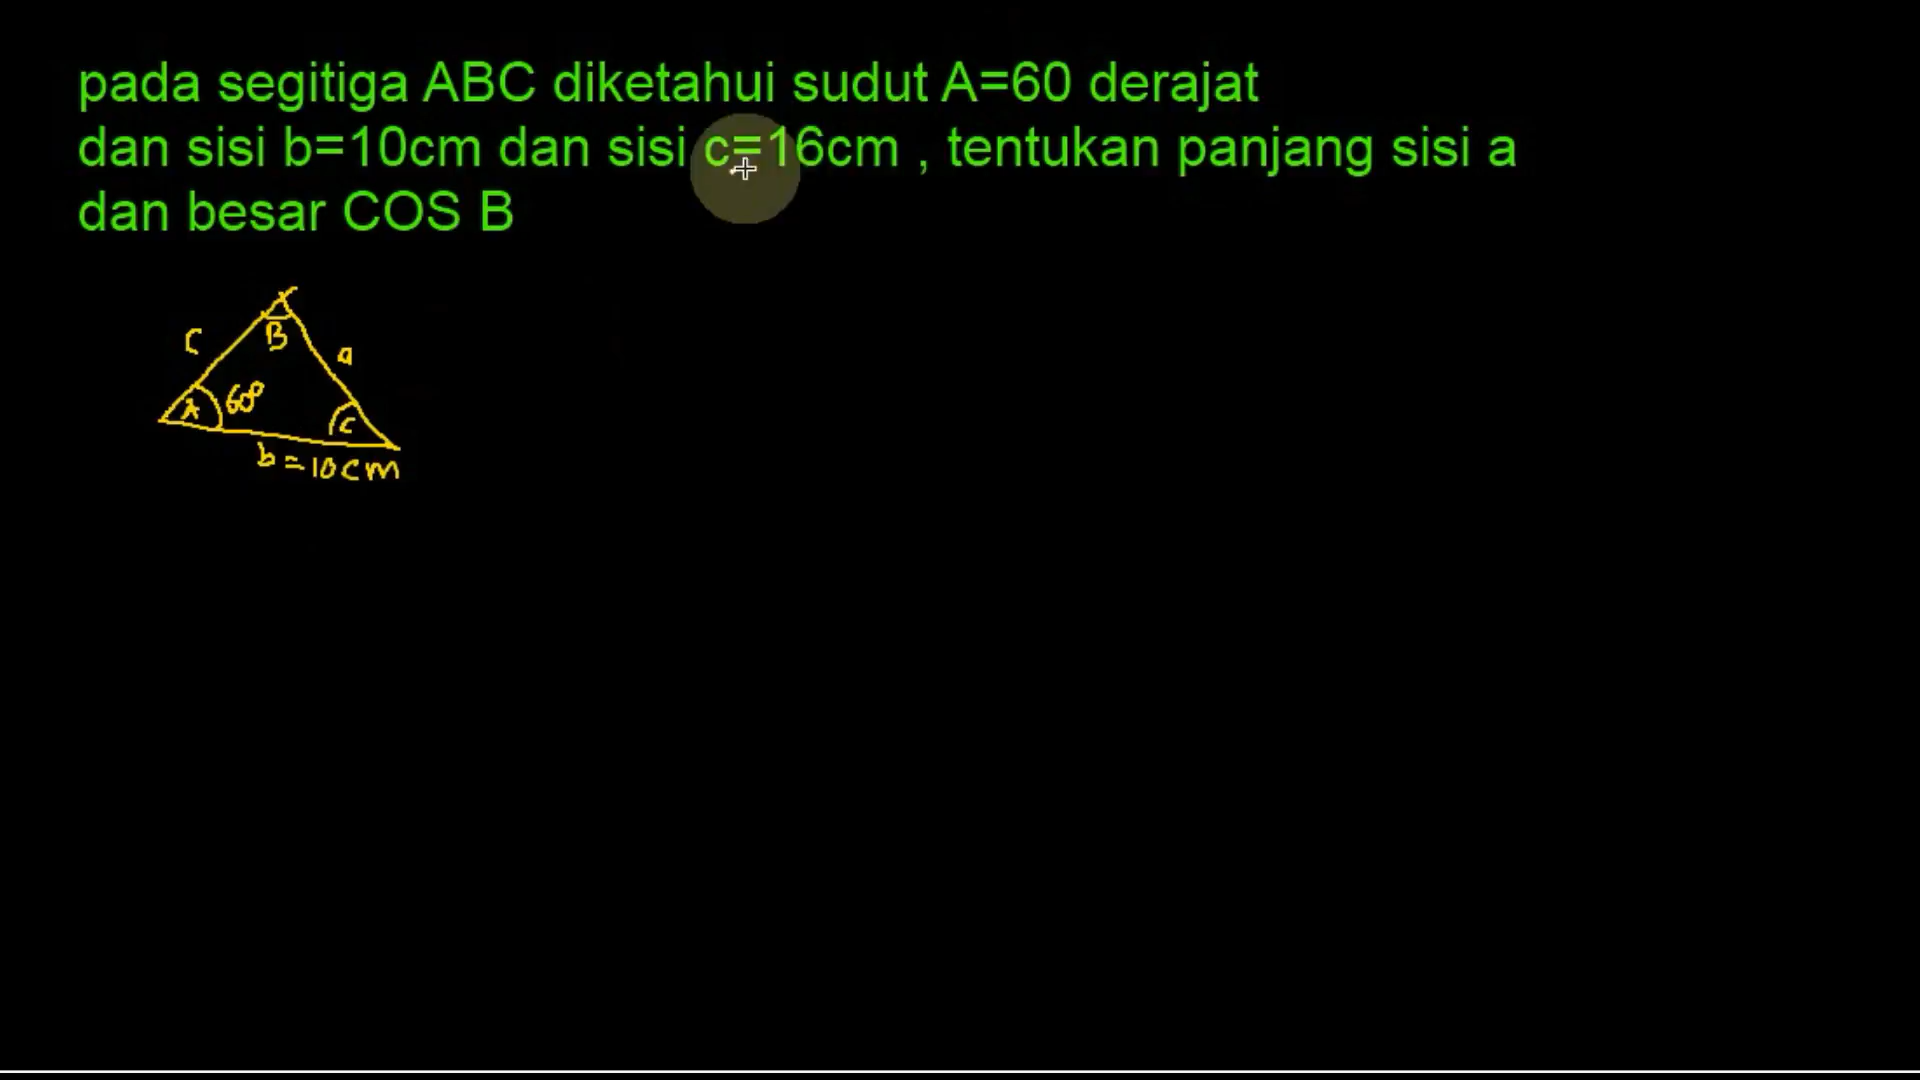 pada segitiga ABC diketahui sudut A=60 derajat
dan sisi b=10cm dan sisi c=16cm , tentukan panjang sisi a
dan besar COS B
B
c
a
A 60°
C
b=10cm